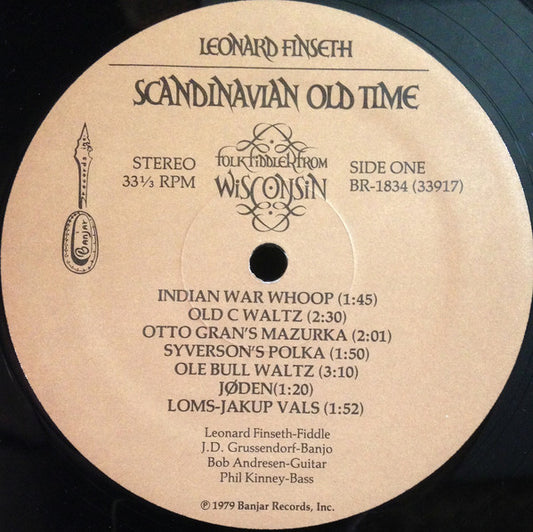 LEONARD FINSETH
SCANDINAVIAN OLD TIME
STEREO
33⅓ RPM
FOLK FIDDLER FROM
WISCONSIN
SIDE ONE
BR-1834 (33917)
records inc.
Banjar
INDIAN WAR WHOOP (1:45)
OLD C WALTZ (2:30)
OTTO GRAN'S MAZURKA (2:01)
SYVERSON'S POLKA (1:50)
OLE BULL WALTZ (3:10)
JØDEN(1:20)
LOMS-JAKUP VALS (1:52)
Leonard Finseth-Fiddle
J.D. Grussendorf-Banjo
Bob Andresen-Guitar
Phil Kinney-Bass
℗ 1979 Banjar Records, Inc.